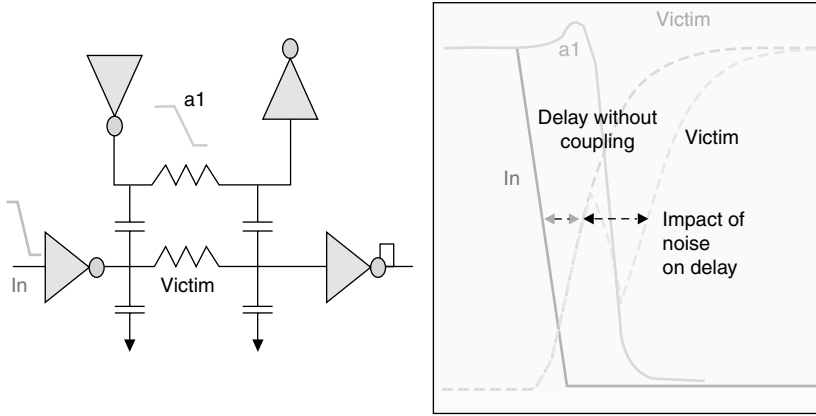 a1
In
Victim
Victim
a1
Delay without
coupling
Victim
In
Impact of
noise
on delay